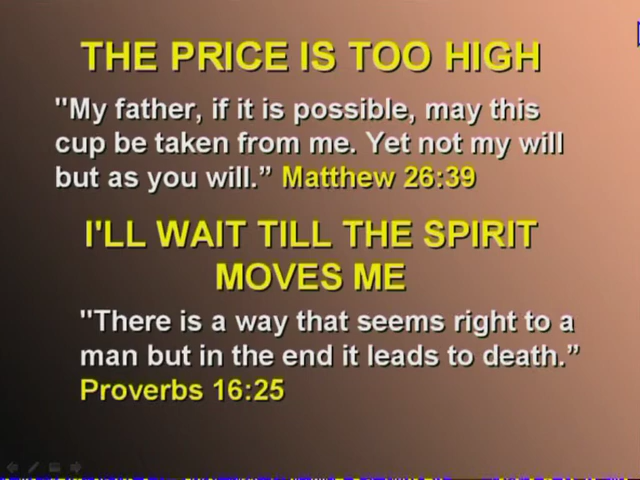 THE PRICE IS TOO HIGH
"My father, if it is possible, may this
cup be taken from me. Yet not my will
but as you will.” Matthew 26:39
I'LL WAIT TILL THE SPIRIT
MOVES ME
"There is a way that seems right to a
man but in the end it leads to death.”
Proverbs 16:25